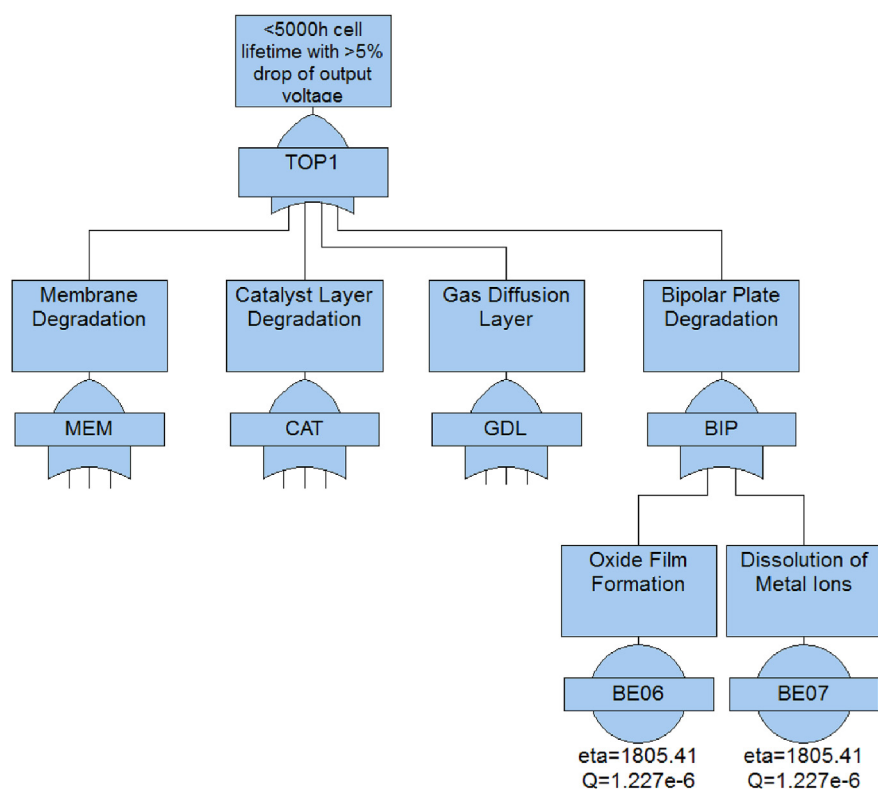 <5000h cell
lifetime with >5%
drop of output
voltage
TOP1
Membrane
Degradation
Catalyst Layer
Degradation
Gas Diffusion
Layer
Bipolar Plate
Degradation
MEM
CAT
GDL
BIP
Oxide Film
Formation
Dissolution of
Metal Ions
BE06
BE07
eta=1805.41
Q=1.227e-6
eta=1805.41
Q=1.227e-6